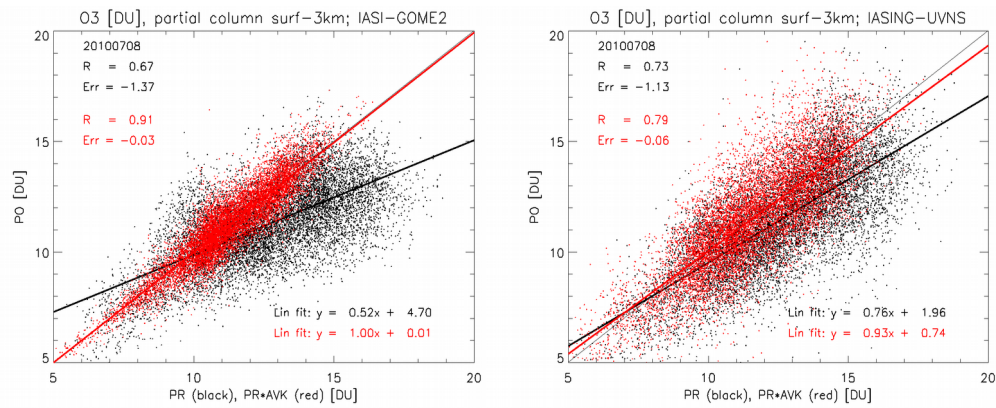 O3 [DU], partial column surf-3km; IASI-GOME2
20100708
R = 0.67
Err = -1.37
R = 0.91
Err = -0.03
Lin fit: y = 0.52x + 4.70
Lin fit: y = 1.00x + 0.01
20
15
10
5
PO [DU]
5 10 15 20
PR (black), PR*AVK (red) [DU]
O3 [DU], partial column surf-3km; IASING-UVNS
20100708
R = 0.73
Err = -1.13
R = 0.79
Err = -0.06
Lin fit: y = 0.76x + 1.96
Lin fit: y = 0.93x + 0.74
20
15
10
5
PO [DU]
5 10 15 20
PR (black), PR*AVK (red) [DU]